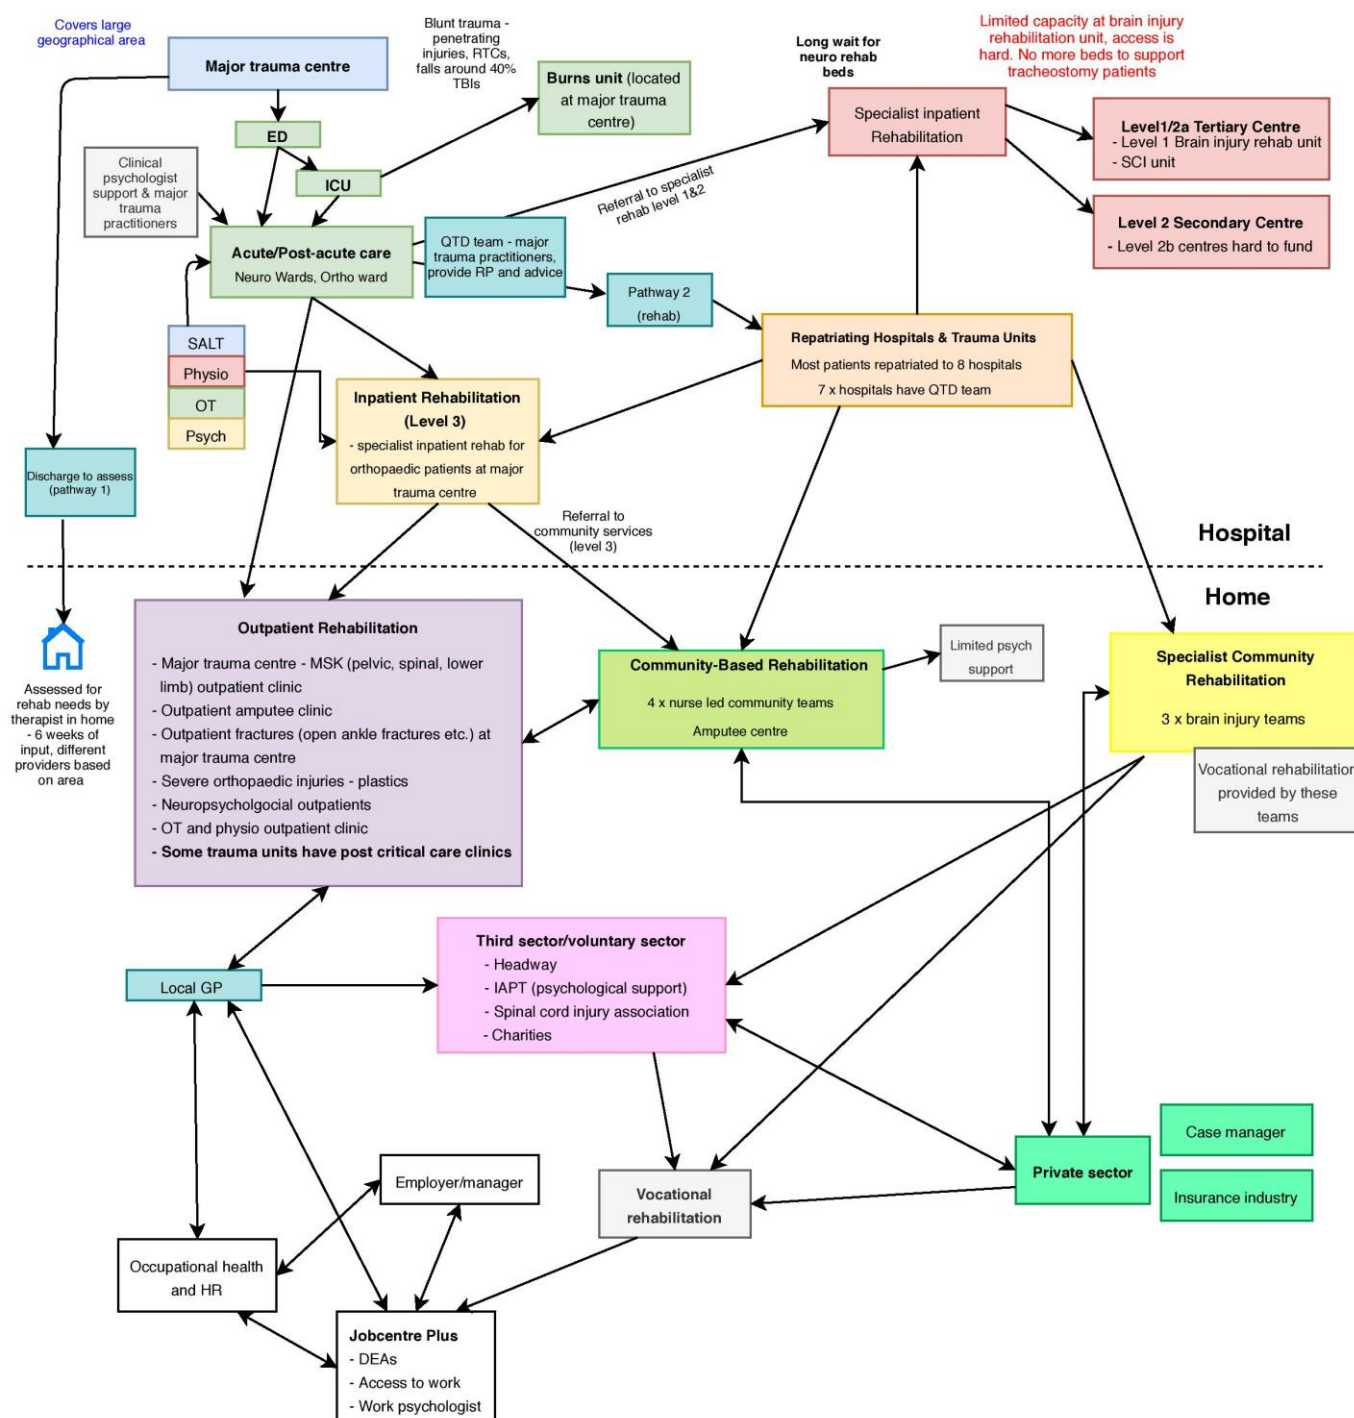 Covers large
geographical area
Major trauma centre
Blunt trauma -
penetrating
injuries, RTCs,
falls around 40%
TBIs
Burns unit (located
at major trauma
centre)
Long wait for
neuro rehab
beds
Limited capacity at brain injury
rehabilitation unit, access is
hard. No more beds to support
tracheostomy patients
Specialist inpatient
Rehabilitation
Level1/2a Tertiary Centre
- Level 1 Brain injury rehab unit
- SCI unit
Level 2 Secondary Centre
- Level 2b centres hard to fund
ED
ICU
Clinical
psychologist
support & major
trauma
practitioners
Referral to specialist
rehab level 1&2
Acute/Post-acute care
Neuro Wards, Ortho ward
QTD team - major
trauma practitioners,
provide RP and advice
Pathway 2
(rehab)
Repatriating Hospitals & Trauma Units
Most patients repatriated to 8 hospitals
7 x hospitals have QTD team
SALT
Physio
OT
Psych
Inpatient Rehabilitation
(Level 3)
- specialist inpatient rehab for
orthopaedic patients at major
trauma centre
Discharge to assess
(pathway 1)
Referral to
community services
(level 3)
Hospital
Home
Assessed for
rehab needs by
therapist in home
- 6 weeks of
input, different
providers based
on area
Outpatient Rehabilitation
- Major trauma centre - MSK (pelvic, spinal, lower
limb) outpatient clinic
- Outpatient amputee clinic
- Outpatient fractures (open ankle fractures etc.) at
major trauma centre
- Severe orthopaedic injuries - plastics
- Neuropsycholgocial outpatients
- OT and physio outpatient clinic
- Some trauma units have post critical care clinics
Community-Based Rehabilitation
4 x nurse led community teams
Amputee centre
Limited psych
support
Specialist Community
Rehabilitation
3 x brain injury teams
Vocational rehabilitation
provided by these
teams
Third sector/voluntary sector
- Headway
- IAPT (psychological support)
- Spinal cord injury association
- Charities
Local GP
Case manager
Private sector
Insurance industry
Employer/manager
Vocational
rehabilitation
Occupational health
and HR
Jobcentre Plus
- DEAs
- Access to work
- Work psychologist